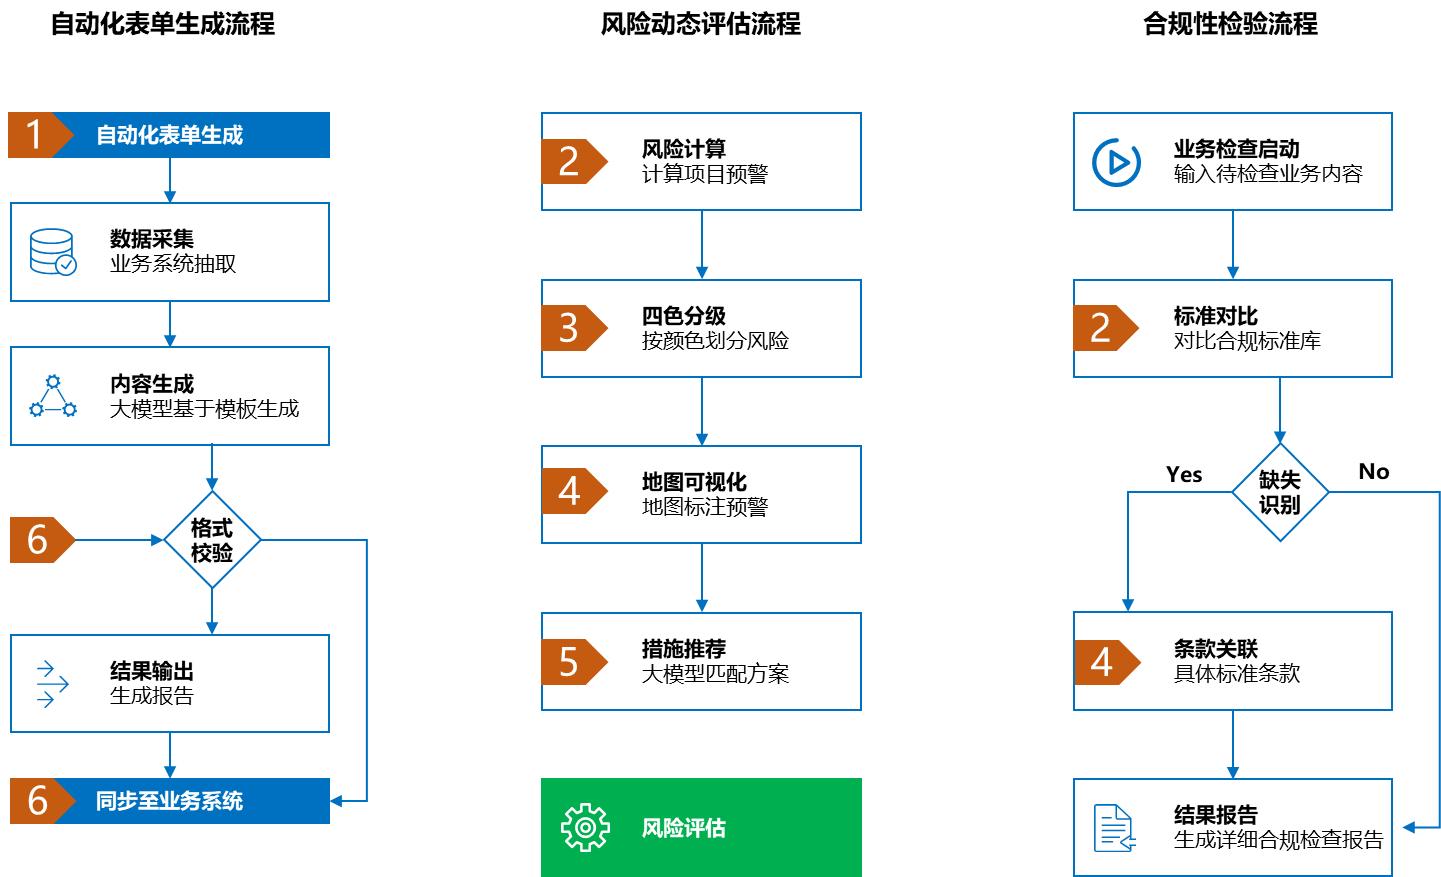 自动化表单生成流程
1
自动化表单生成
数据采集
业务系统抽取
内容生成
大模型基于模板生成
6
格式
校验
结果输出
生成报告
6
同步至业务系统
风险动态评估流程
2
风险计算
计算项目预警
3
四色分级
按颜色划分风险
4
地图可视化
地图标注预警
5
措施推荐
大模型匹配方案
风险评估
合规性检验流程
业务检查启动
输入待检查业务内容
2
标准对比
对比合规标准库
Yes
缺失
识别
No
4
条款关联
具体标准条款
结果报告
生成详细合规检查报告